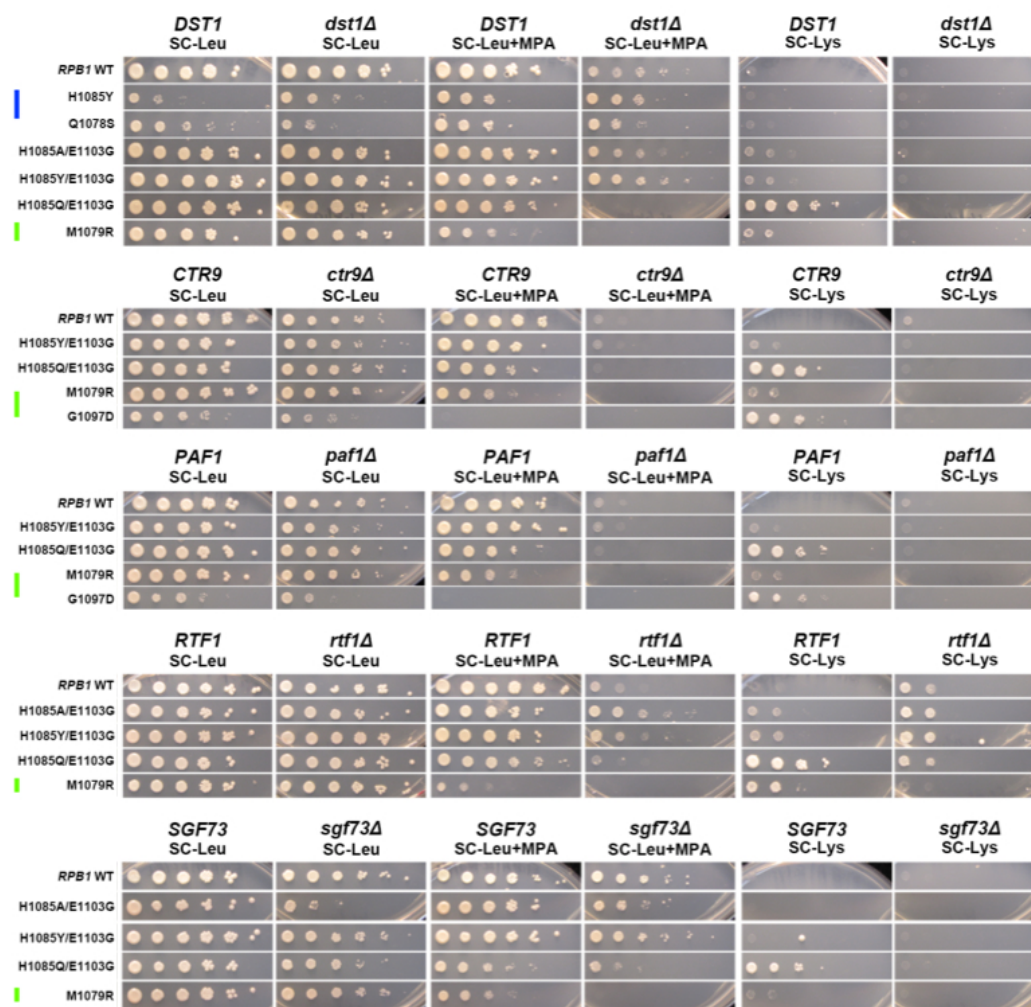 DST1 dst1Δ DST1 dst1Δ DST1 dst1Δ
SC-Leu SC-Leu SC-Leu+MPA SC-Leu+MPA SC-Lys SC-Lys
RPB1 WT
H1085Y
Q1078S
H1085A/E1103G
H1085Y/E1103G
H1085Q/E1103G
M1079R
CTR9 ctr9Δ CTR9 ctr9Δ CTR9 ctr9Δ
SC-Leu SC-Leu SC-Leu+MPA SC-Leu+MPA SC-Lys SC-Lys
RPB1 WT
H1085Y/E1103G
H1085Q/E1103G
M1079R
G1097D
PAF1 paf1Δ PAF1 paf1Δ PAF1 paf1Δ
SC-Leu SC-Leu SC-Leu+MPA SC-Leu+MPA SC-Lys SC-Lys
RPB1 WT
H1085Y/E1103G
H1085Q/E1103G
M1079R
G1097D
RTF1 rtf1Δ RTF1 rtf1Δ RTF1 rtf1Δ
SC-Leu SC-Leu SC-Leu+MPA SC-Leu+MPA SC-Lys SC-Lys
RPB1 WT
H1085A/E1103G
H1085Y/E1103G
H1085Q/E1103G
M1079R
SGF73 sgf73Δ SGF73 sgf73Δ SGF73 sgf73Δ
SC-Leu SC-Leu SC-Leu+MPA SC-Leu+MPA SC-Lys SC-Lys
RPB1 WT
H1085A/E1103G
H1085Y/E1103G
H1085Q/E1103G
M1079R